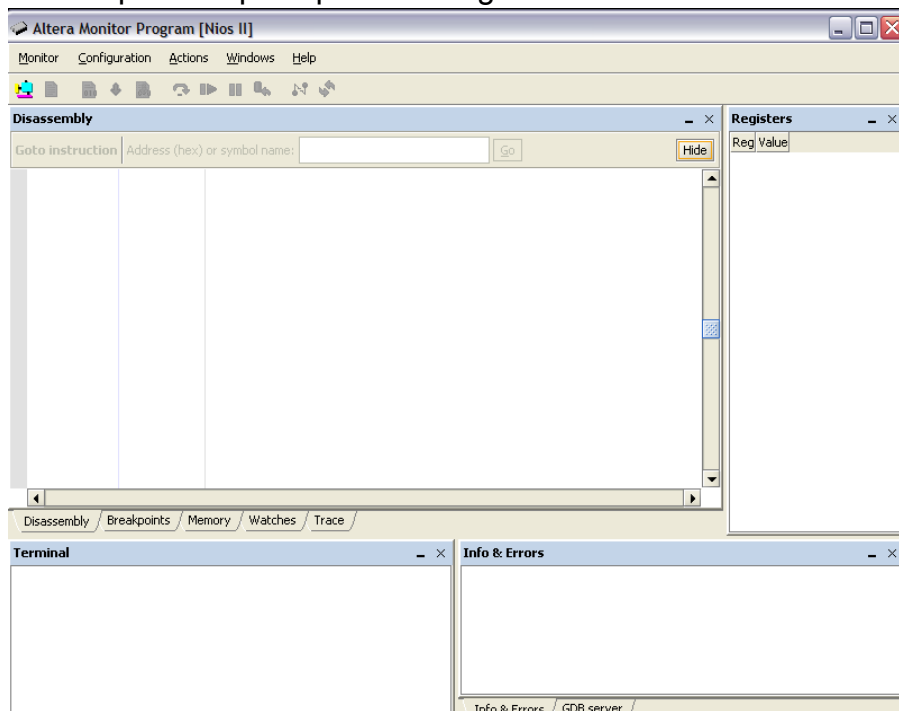 Altera Monitor Program [Nios II]
Monitor Configuration Actions Windows Help
Disassembly
Registers
Goto instruction Address (hex) or symbol name: Go Hide
Reg Value
Disassembly Breakpoints Memory Watches Trace
Terminal
Info & Errors
Info & Errors GDB server